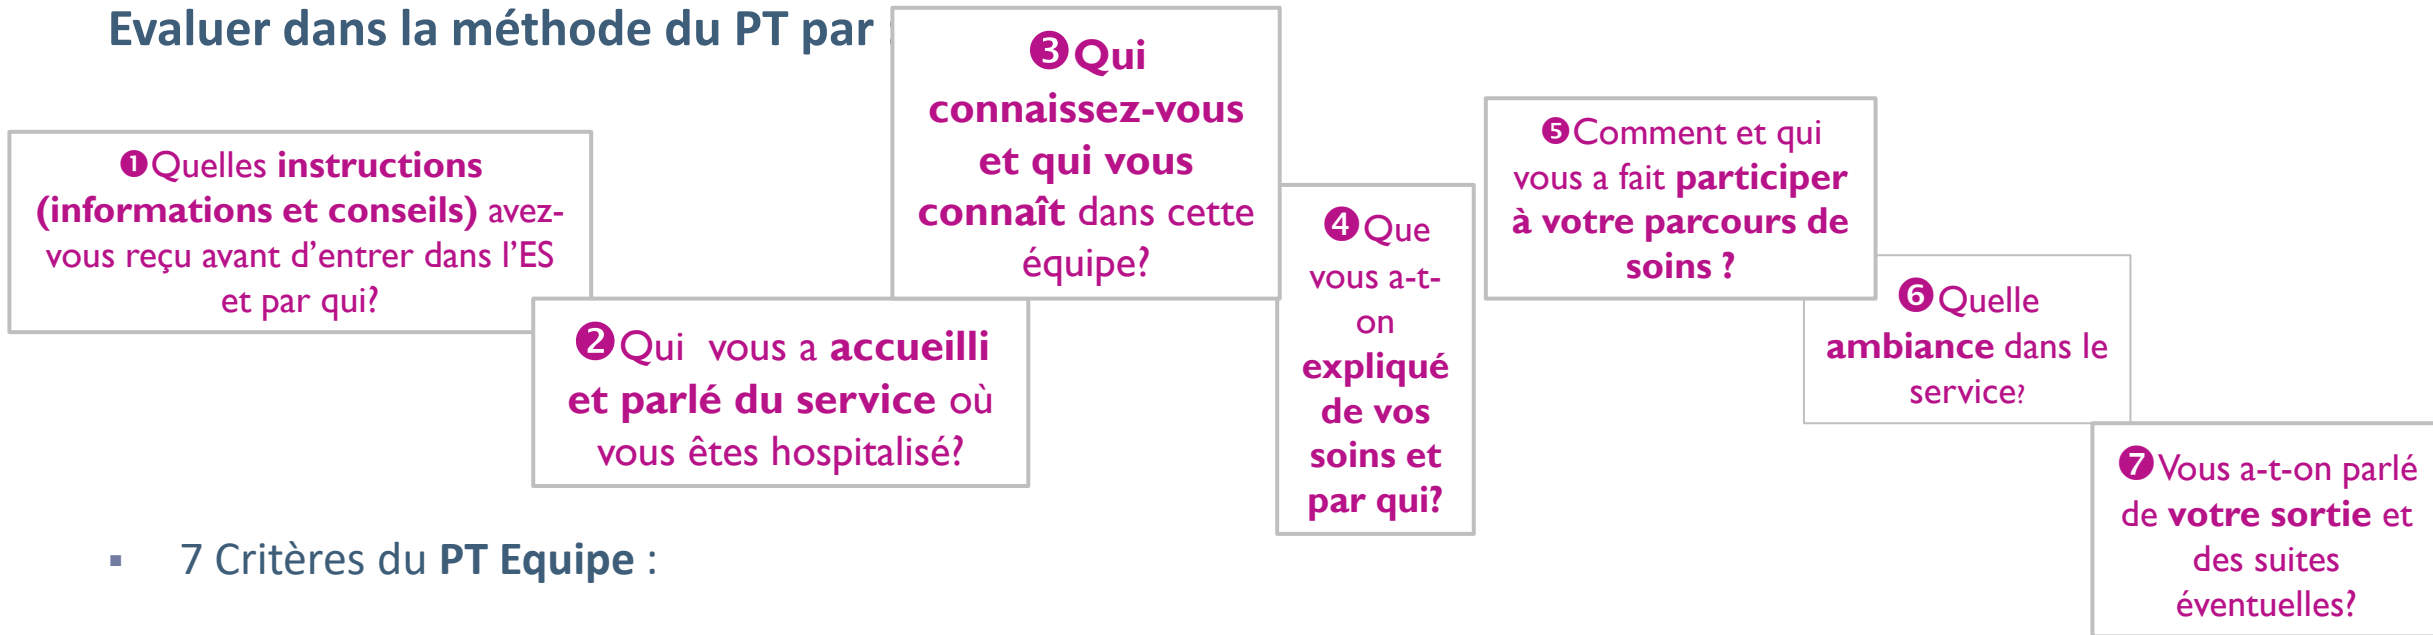 Evaluer dans la méthode du PT par :
❶Quelles instructions
(informations et conseils) avez-
vous reçu avant d’entrer dans l’ES
et par qui?
❷Qui vous a accueilli
et parlé du service où
vous êtes hospitalisé?
❸Qui
connaissez-vous
et qui vous
connaît dans cette
équipe?
❹Que
vous a-t-
on
expliqué
de vos
soins et
par qui?
❺Comment et qui
vous a fait participer
à votre parcours de
soins ?
❻Quelle
ambiance dans le
service?
❼Vous a-t-on parlé
de votre sortie et
des suites
éventuelles?
▪ 7 Critères du PT Equipe :